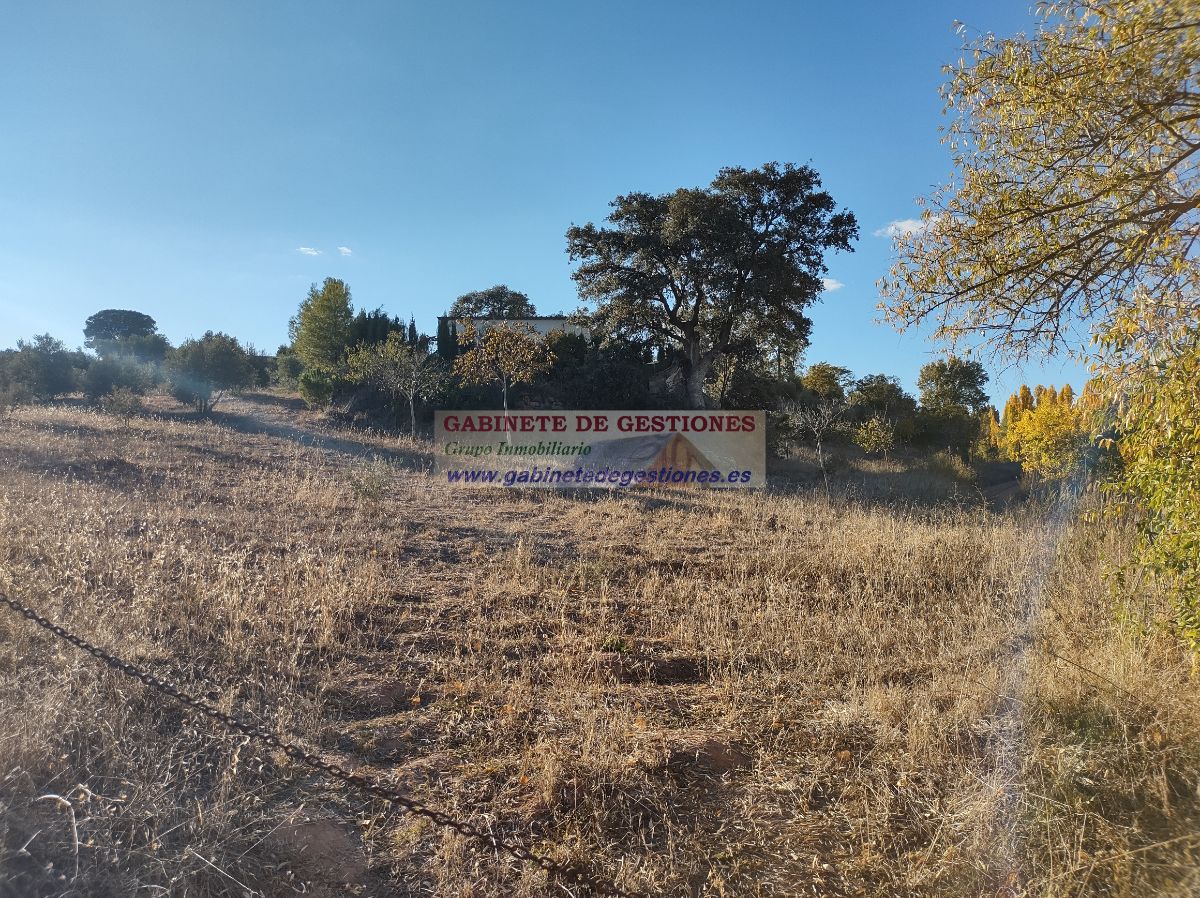 GABINETE DE GESTIONES
Grupo Inmobiliario
www.gabinetedegestiones.es